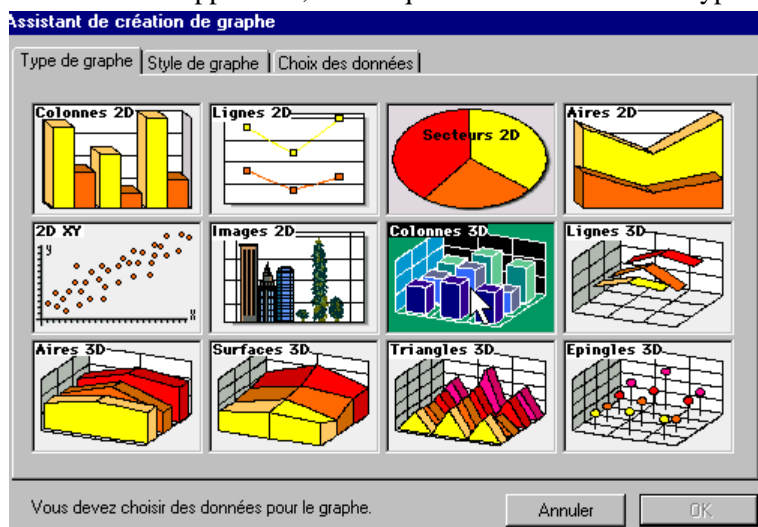 Assistant de création de graphe
Type de graphe Style de graphe Choix des données
Colonnes 2D Lignes 2D Secteurs 2D Aires 2D
2D XY Images 2D Colonnes 3D Lignes 3D
y
x
Aires 3D Surfaces 3D Triangles 3D Epingles 3D
Vous devez choisir des données pour le graphe. Annuler OK